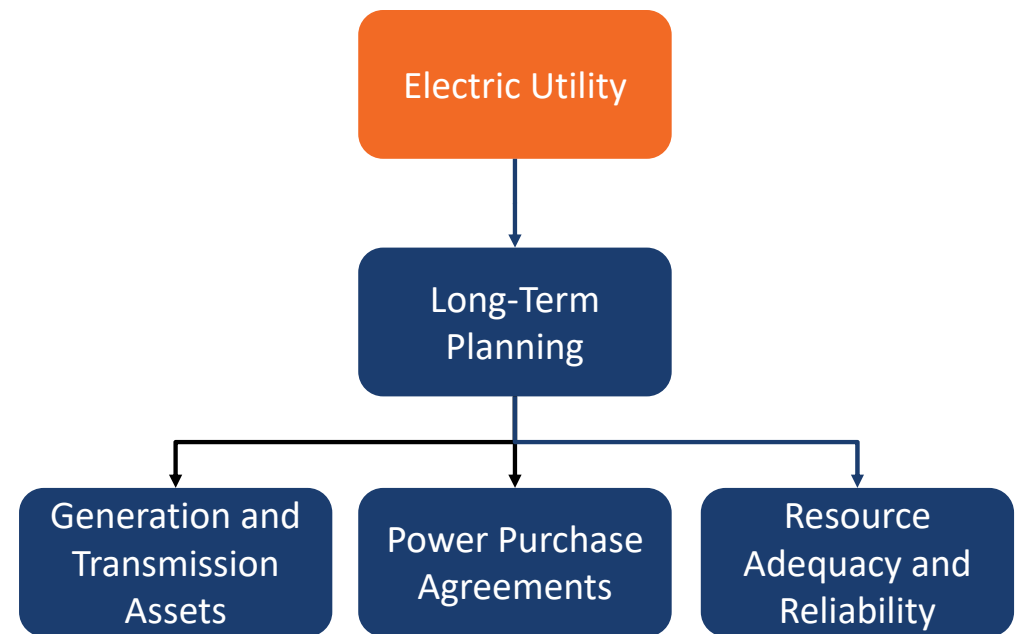 Electric Utility
Long-Term
Planning
Generation and
Transmission
Assets
Power Purchase
Agreements
Resource
Adequacy and
Reliability